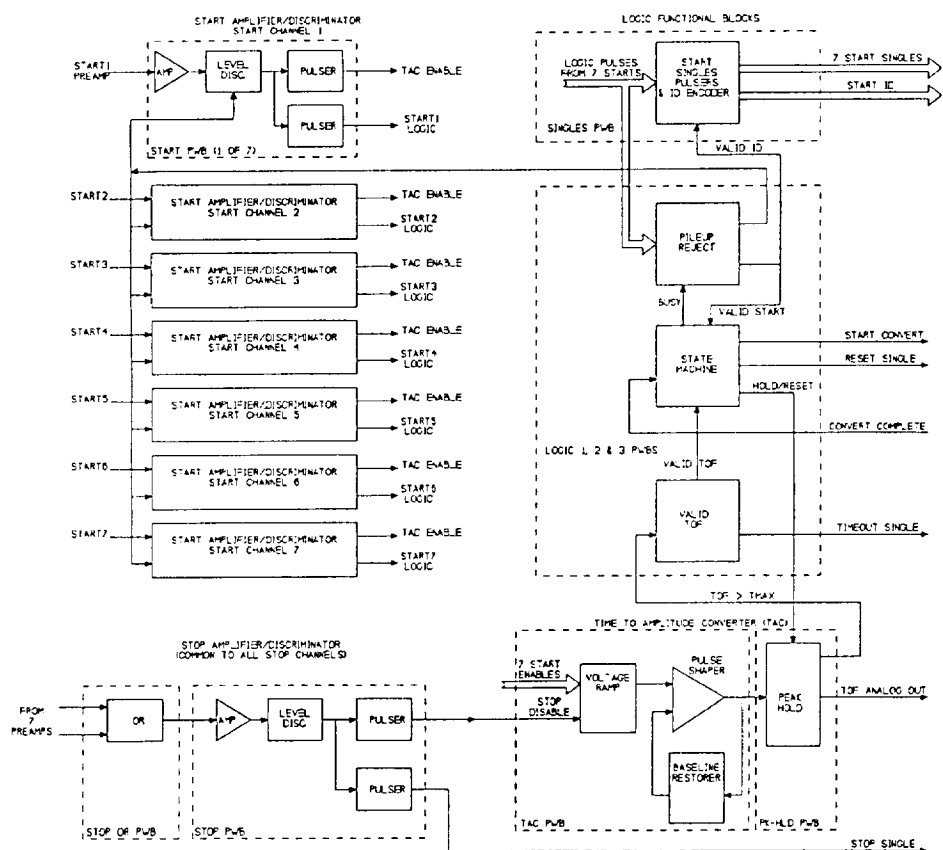 START AMPLIFIER/DISCRIMINATOR
START CHANNEL 1
START1
PREAMP
AMP
LEVEL
DISC.
PULSER
TAC ENABLE
PULSER
START1
LOGIC
START PWB (1 OF 7)
START2
START AMPLIFIER/DISCRIMINATOR
START CHANNEL 2
TAC ENABLE
START2
LOGIC
START3
START AMPLIFIER/DISCRIMINATOR
START CHANNEL 3
TAC ENABLE
START3
LOGIC
START4
START AMPLIFIER/DISCRIMINATOR
START CHANNEL 4
TAC ENABLE
START4
LOGIC
START5
START AMPLIFIER/DISCRIMINATOR
START CHANNEL 5
TAC ENABLE
START5
LOGIC
START6
START AMPLIFIER/DISCRIMINATOR
START CHANNEL 6
TAC ENABLE
START6
LOGIC
START7
START AMPLIFIER/DISCRIMINATOR
START CHANNEL 7
TAC ENABLE
START7
LOGIC
LOGIC FUNCTIONAL BLOCKS
LOGIC PULSES
FROM 7 STARTS
START
SINGLES
PULSERS
& ID ENCODER
7 START SINGLES
START ID
SINGLES PWB
VALID ID
PILEUP
REJECT
BUSY
VALID START
STATE
MACHINE
START CONVERT
RESET SINGLE
HOLD/RESET
CONVERT COMPLETE
LOGIC 1, 2 & 3 PWBS
VALID TOF
VALID
TOF
TIMEOUT SINGLE
TOF > TMAX
STOP AMPLIFIER/DISCRIMINATOR
(COMMON TO ALL STOP CHANNELS)
FROM
7
PREAMPS
OR
STOP OR PWB
AMP
LEVEL
DISC
PULSER
PULSER
STOP PWB
TIME TO AMPLITUDE CONVERTER (TAC)
7 START
ENABLES
STOP
DISABLE
VOLTAGE
RAMP
PULSE
SHAPER
BASELINE
RESTORER
TAC PWB
PEAK
HOLD
PK-HLD PWB
TOF ANALOG OUT
STOP SINGLE